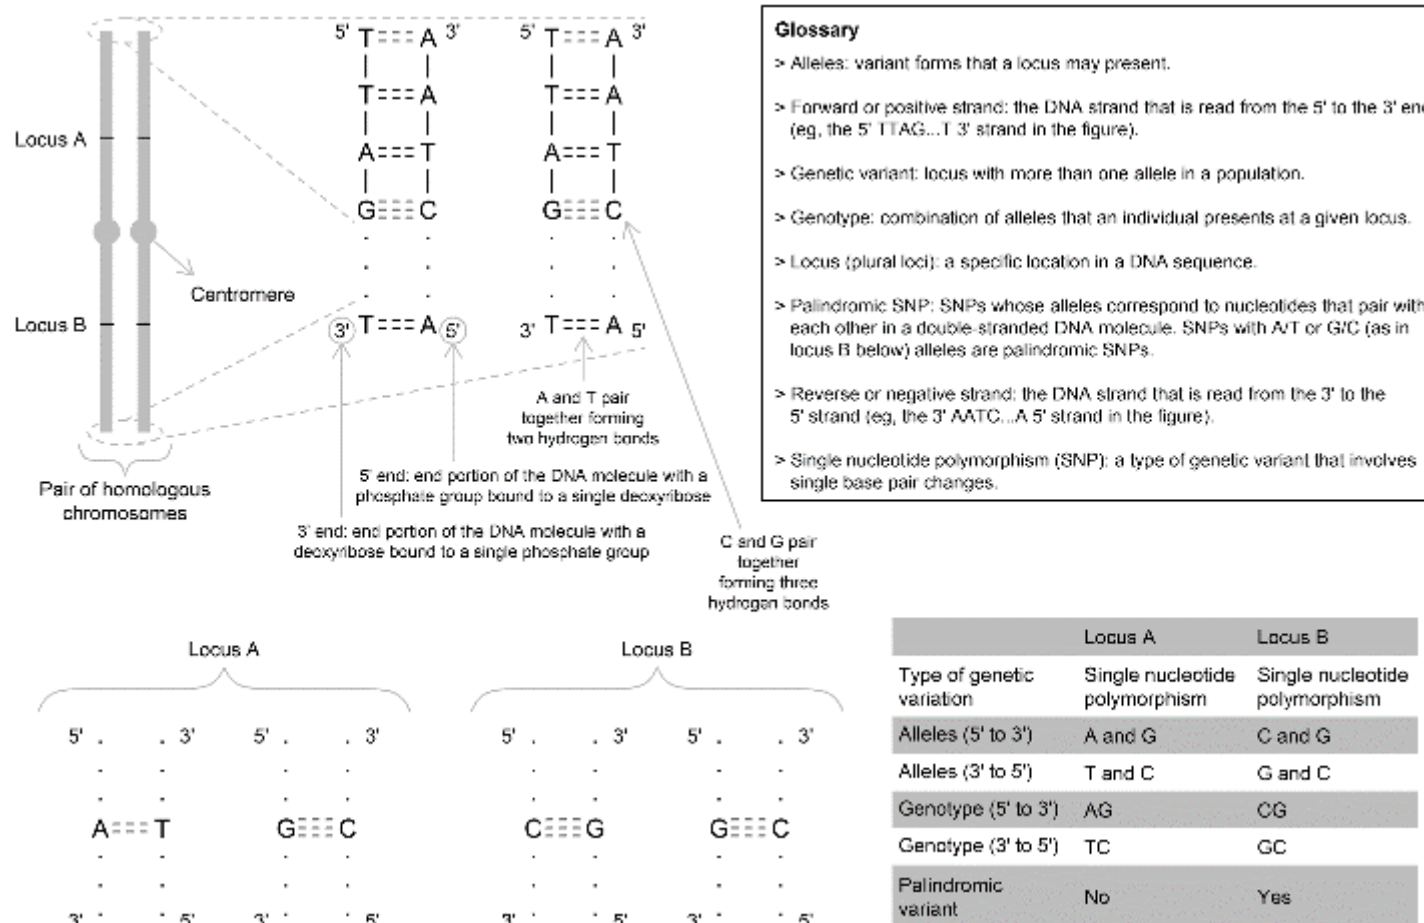 5' T A 3' 5' T A 3'
T A T A
Locus A
A T A T
G C G C
Centromere
Locus B
3' T A 5' 3' T A 5'
A and T pair
together forming
two hydrogen bonds
5' end: end portion of the DNA molecule with a
phosphate group bound to a single deoxyribose
Pair of homologous
chromosomes
3' end: end portion of the DNA molecule with a
deoxyribose bound to a single phosphate group
C and G pair
together
forming three
hydrogen bonds
Glossary
> Alleles: variant forms that a locus may present.
> Forward or positive strand: the DNA strand that is read from the 5' to the 3' end
(eg, the 5' TTAG...T 3' strand in the figure).
> Genetic variant: locus with more than one allele in a population.
> Genotype: combination of alleles that an individual presents at a given locus.
> Locus (plural loci): a specific location in a DNA sequence.
> Palindromic SNP: SNPs whose alleles correspond to nucleotides that pair with
each other in a double-stranded DNA molecule. SNPs with A/T or G/C (as in
locus B below) alleles are palindromic SNPs.
> Reverse or negative strand: the DNA strand that is read from the 3' to the
5' strand (eg, the 3' AATC...A 5' strand in the figure).
> Single nucleotide polymorphism (SNP): a type of genetic variant that involves
single base pair changes.
Locus A
5' 3' 5' 3'
A T G C
3' 5' 3' 5'
Locus B
5' 3' 5' 3'
C G G C
3' 5' 3' 5'
Locus A Locus B
Type of genetic Single nucleotide Single nucleotide
variation polymorphism polymorphism
Alleles (5' to 3') A and G C and G
Alleles (3' to 5') T and C G and C
Genotype (5' to 3') AG CG
Genotype (3' to 5') TC GC
Palindromic
variant No Yes